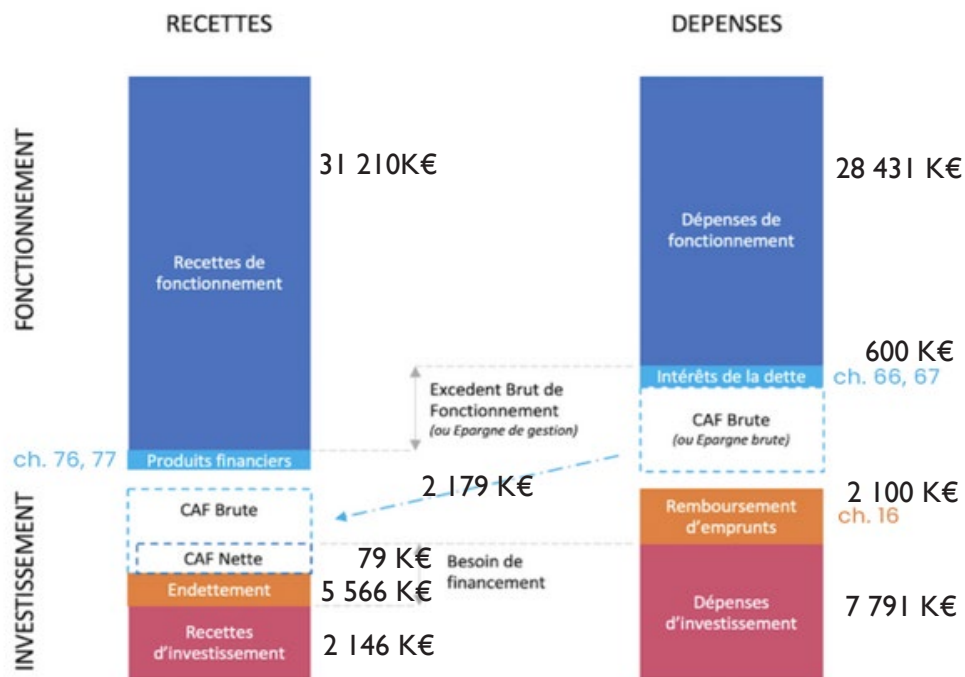 RECETTES
DEPENSES
FONCTIONNEMENT
31 210K€
28 431 K€
Recettes de
fonctionnement
Dépenses de
fonctionnement
600 K€
Intérêts de la dette
ch. 66, 67
Excedent Brut de
Fonctionnement
(ou Epargne de gestion)
CAF Brute
(ou Epargne brute)
ch. 76, 77
Produits financiers
2 179 K€
INVESTISSEMENT
CAF Brute
2 100 K€
Remboursement
d'emprunts
ch. 16
CAF Nette
79 K€
Besoin de
financement
Endettement
5 566 K€
Dépenses
d'investissement
7 791 K€
Recettes
d'investissement
2 146 K€